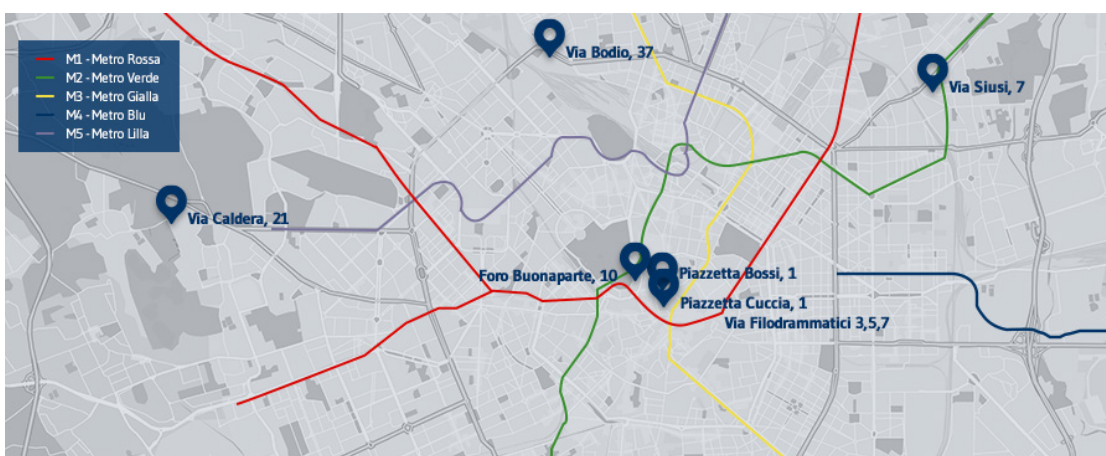 M1 - Metro Rossa
M2 - Metro Verde
M3 - Metro Gialla
M4 - Metro Blu
M5 - Metro Lilla
Via Bodio, 37
Via Siusi, 7
Via Caldera, 21
Foro Buonaparte, 10
Piazzetta Bossi, 1
Piazzetta Cuccia, 1
Via Filodrammatici 3,5,7